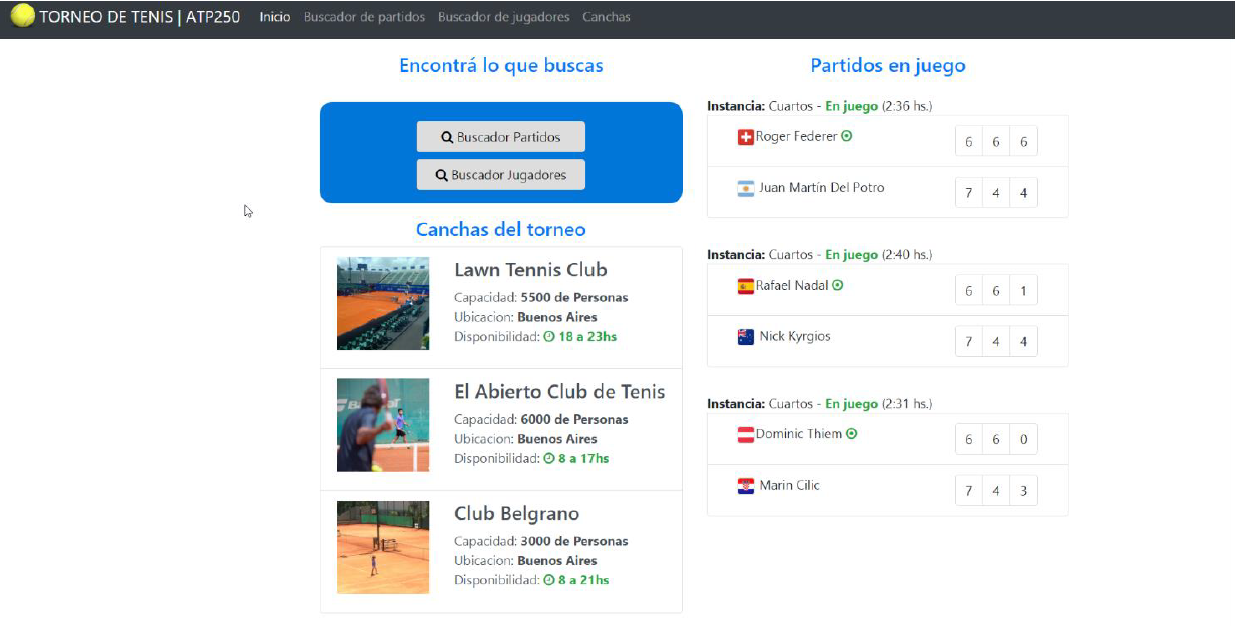 TORNEO DE TENIS | ATP250 Inicio Buscador de partidos Buscador de jugadores Canchas
Encontrá lo que buscas
Buscador Partidos
Buscador Jugadores
Canchas del torneo
Lawn Tennis Club
Capacidad: 5500 de Personas
Ubicacion: Buenos Aires
Disponibilidad: 18 a 23hs
El Abierto Club de Tenis
Capacidad: 6000 de Personas
Ubicacion: Buenos Aires
Disponibilidad: 8 a 17hs
Club Belgrano
Capacidad: 3000 de Personas
Ubicacion: Buenos Aires
Disponibilidad: 8 a 21hs
Partidos en juego
Instancia: Cuartos - En juego (2:36 hs.)
Roger Federer 6 6 6
Juan Martín Del Potro 7 4 4
Instancia: Cuartos - En juego (2:40 hs.)
Rafael Nadal 6 6 1
Nick Kyrgios 7 4 4
Instancia: Cuartos - En juego (2:31 hs.)
Dominic Thiem 6 6 0
Marin Cilic 7 4 3